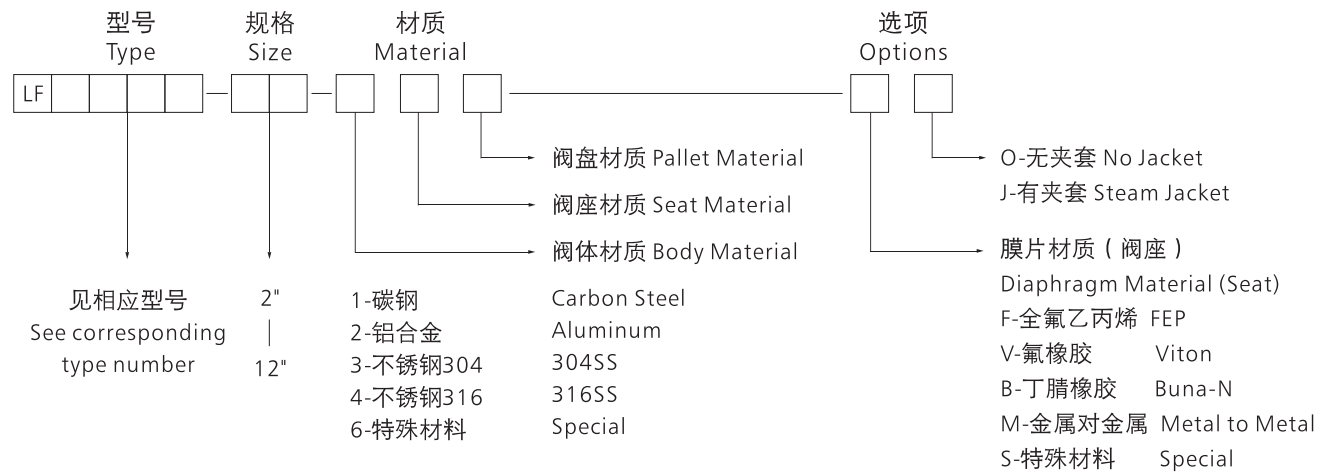 型号 规格 材质 选项
Type Size Material Options
LF
阀盘材质 Pallet Material
阀座材质 Seat Material
阀体材质 Body Material
O-无夹套 No Jacket
J-有夹套 Steam Jacket
见相应型号
See corresponding
type number
2"
12"
1-碳钢 Carbon Steel
2-铝合金 Aluminum
3-不锈钢304 304SS
4-不锈钢316 316SS
6-特殊材料 Special
膜片材质 ( 阀座 )
Diaphragm Material (Seat)
F-全氟乙丙烯 FEP
V-氟橡胶 Viton
B-丁腈橡胶 Buna-N
M-金属对金属 Metal to Metal
S-特殊材料 Special